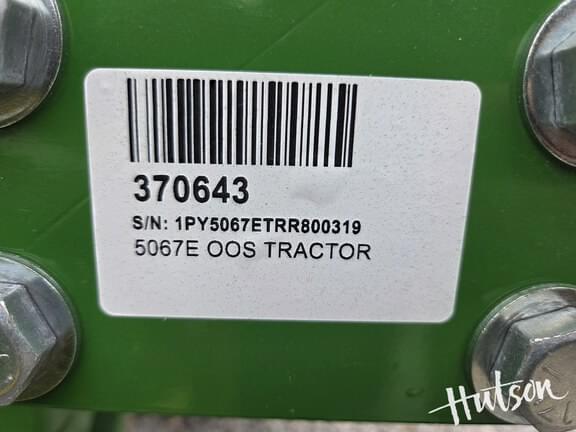 370643
S/N: 1PY5067ETRR800319
5067E OOS TRACTOR
Hutson